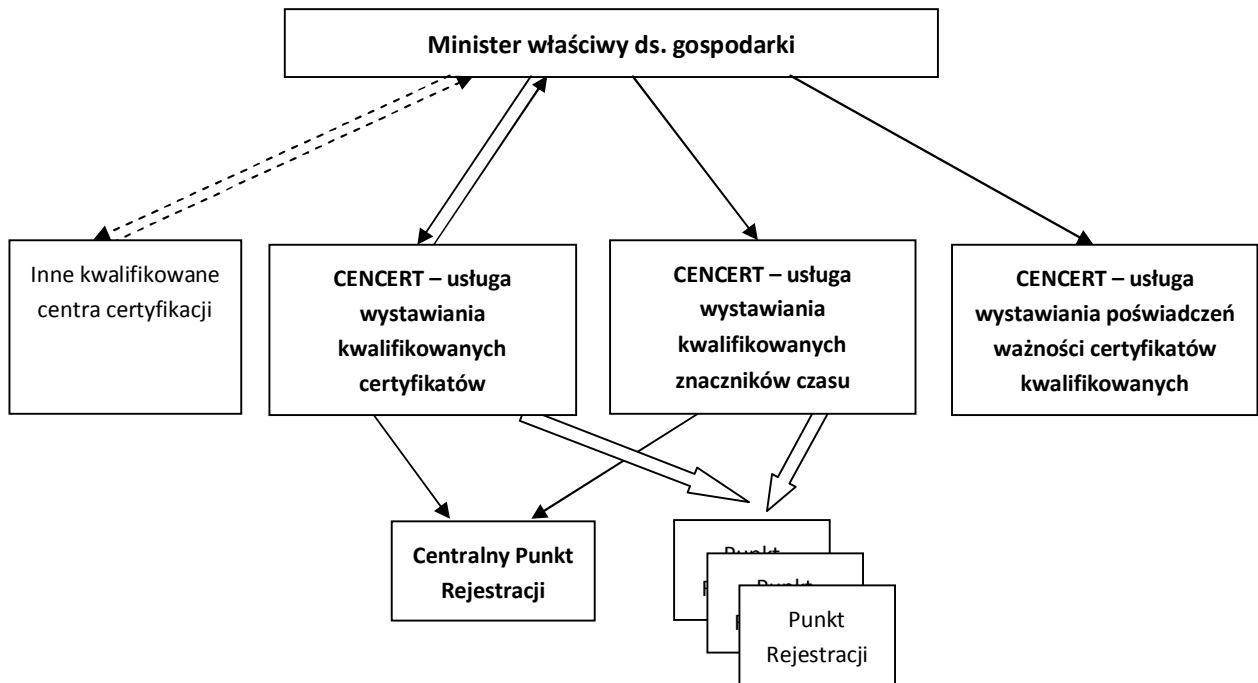 Minister właściwy ds. gospodarki
Inne kwalifikowane
centra certyfikacji
CENCERT – usługa
wystawiania
kwalifikowanych
certyfikatów
CENCERT – usługa
wystawiania
kwalifikowanych
znaczników czasu
CENCERT – usługa
wystawiania poświadczeń
ważności certyfikatów
kwalifikowanych
Centralny Punkt
Rejestracji
Punkt
Punkt
Punkt
Rejestracji